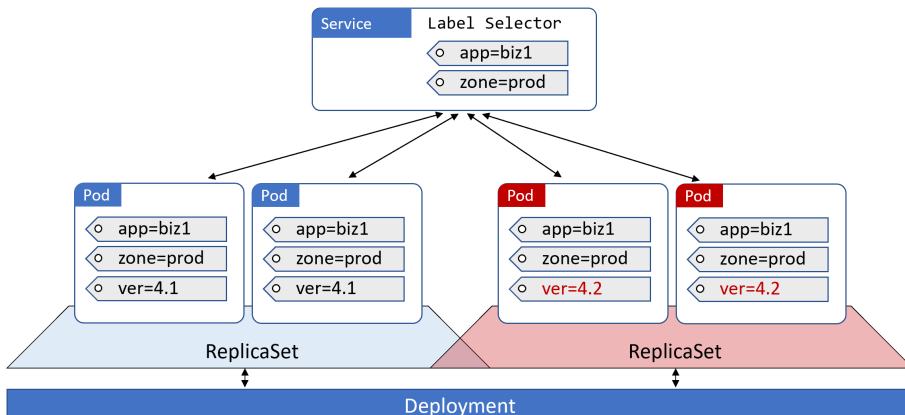 Service
Label Selector
app=biz1
zone=prod
Pod
app=biz1
zone=prod
ver=4.1
Pod
app=biz1
zone=prod
ver=4.1
Pod
app=biz1
zone=prod
ver=4.2
Pod
app=biz1
zone=prod
ver=4.2
ReplicaSet
ReplicaSet
Deployment